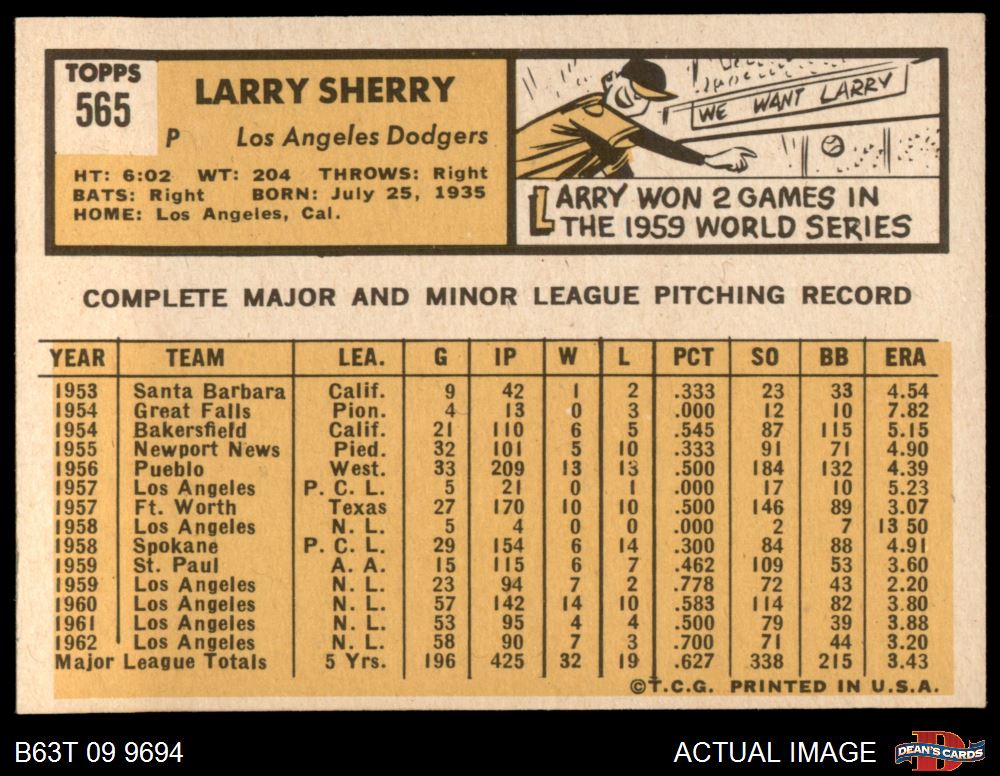 TOPPS
565
LARRY SHERRY
P Los Angeles Dodgers
HT: 6:02 WT: 204 THROWS: Right
BATS: Right BORN: July 25, 1935
HOME: Los Angeles, Cal.
WE WANT LARRY
LARRY WON 2 GAMES IN
THE 1959 WORLD SERIES
COMPLETE MAJOR AND MINOR LEAGUE PITCHING RECORD
YEAR TEAM LEA. G IP W L PCT SO BB ERA
1953 Santa Barbara Calif. 9 42 1 2 .333 23 33 4.54
1954 Great Falls Pion. 4 13 0 3 .000 12 10 7.82
1954 Bakersfield Calif. 21 110 6 5 .545 87 115 5.15
1955 Newport News Pied. 32 101 5 10 .333 91 71 4.90
1956 Pueblo West. 33 209 13 13 .500 184 132 4.39
1957 Los Angeles P. C. L. 5 21 0 1 .000 17 10 5.23
1957 Ft. Worth Texas 27 170 10 10 .500 146 89 3.07
1958 Los Angeles N. L. 5 4 0 0 .000 2 7 13 50
1958 Spokane P. C. L. 29 154 6 14 .300 84 88 4.91
1959 St. Paul A. A. 15 115 6 7 .462 109 53 3.60
1959 Los Angeles N. L. 23 94 7 2 .778 72 43 2.20
1960 Los Angeles N. L. 57 142 14 10 .583 114 82 3.80
1961 Los Angeles N. L. 53 95 4 4 .500 79 39 3.88
1962 Los Angeles N. L. 58 90 7 3 .700 71 44 3.20
Major League Totals 5 Yrs. 196 425 32 19 .627 338 215 3.43
©T.C.G. PRINTED IN U.S.A.
B63T 09 9694
ACTUAL IMAGE
DEAN'S CARDS